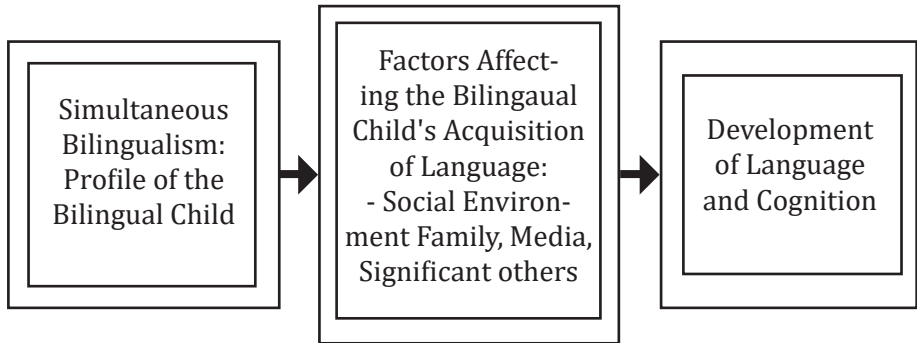 Simultaneous
Bilingualism:
Profile of the
Bilingual Child
Factors Affect-
ing the Bilingaual
Child's Acquisition
of Language:
- Social Environ-
ment Family, Media,
Significant others
Development
of Language
and Cognition